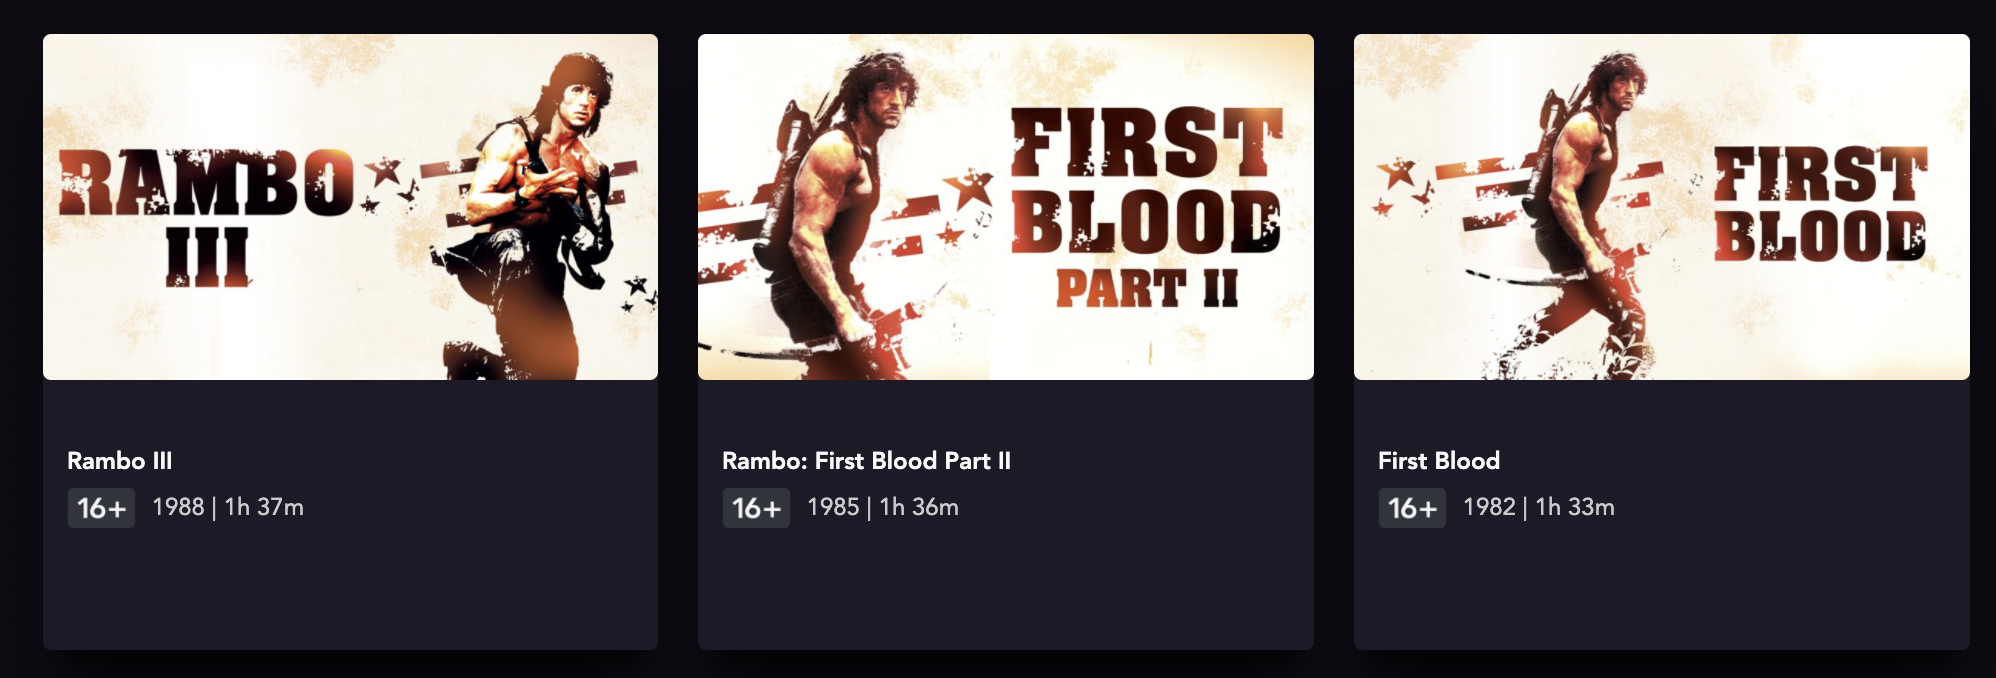 RAMBO
III
Rambo III
16+ 1988 | 1h 37m
FIRST
BLOOD
PART II
Rambo: First Blood Part II
16+ 1985 | 1h 36m
FIRST
BLOOD
First Blood
16+ 1982 | 1h 33m